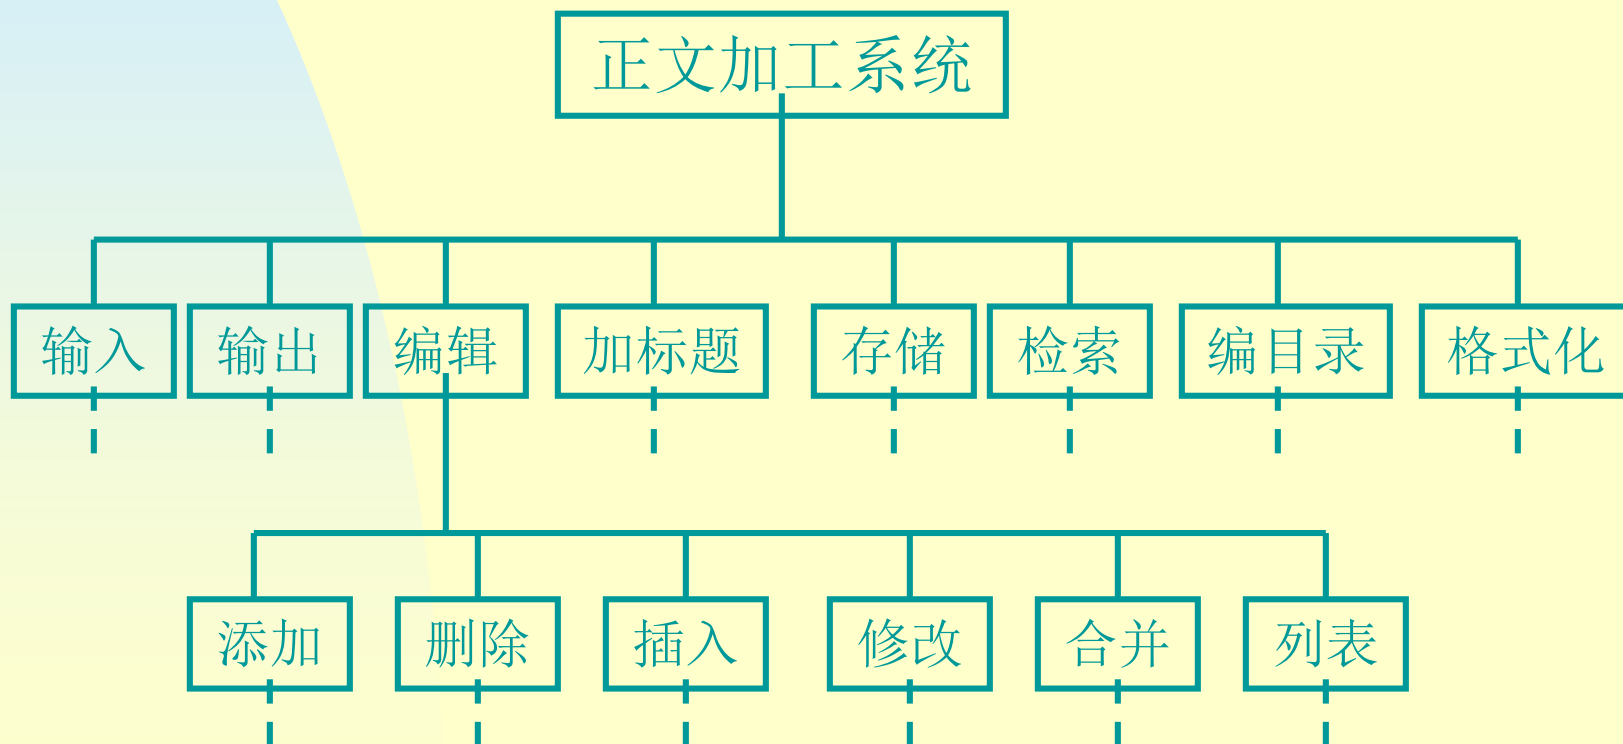 正文加工系统
输入 输出 编辑 加标题 存储 检索 编目录 格式化
添加 删除 插入 修改 合并 列表